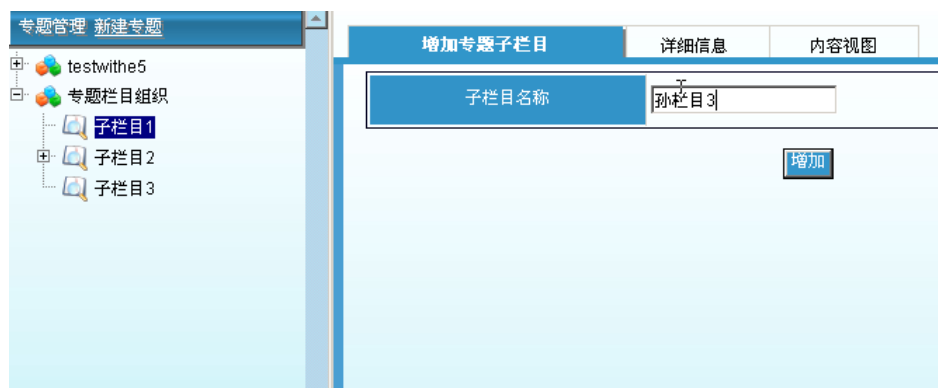 专题管理 新建专题
testwithe5
专题栏目组织
子栏目1
子栏目2
子栏目3
增加专题子栏目 详细信息 内容视图
子栏目名称 孙栏目3
增加